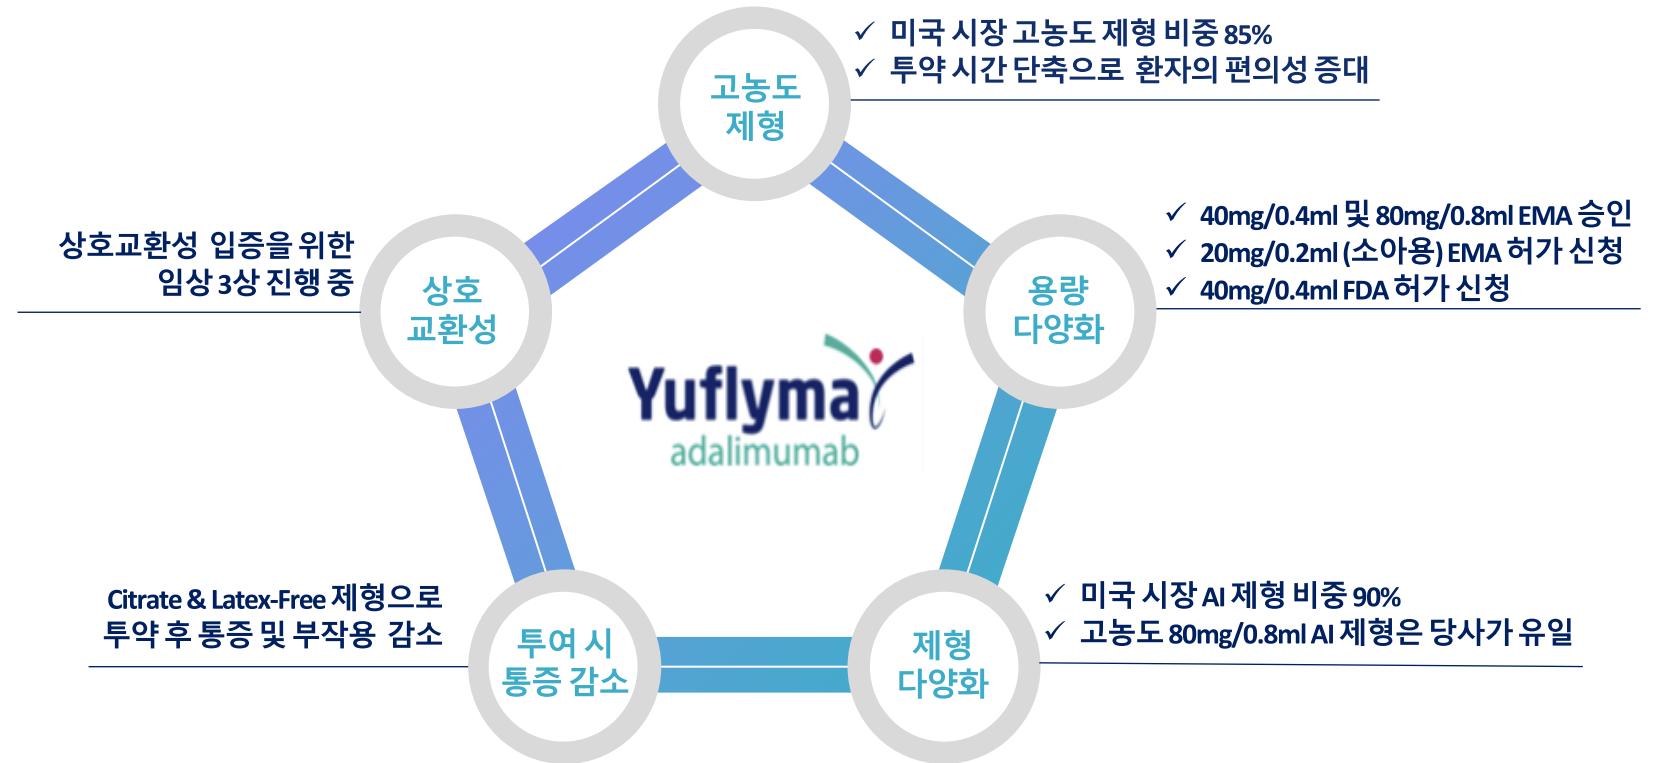 고농도
제형
✓ 미국 시장 고농도 제형 비중 85%
✓ 투약 시간 단축으로 환자의 편의성 증대
용량
다양화
✓ 40mg/0.4ml 및 80mg/0.8ml EMA 승인
✓ 20mg/0.2ml (소아용) EMA 허가 신청
✓ 40mg/0.4ml FDA 허가 신청
상호교환성 입증을 위한
임상 3상 진행 중
상호
교환성
Yuflyma
adalimumab
Citrate & Latex-Free 제형으로
투약 후 통증 및 부작용 감소
투여 시
통증 감소
제형
다양화
✓ 미국 시장 AI 제형 비중 90%
✓ 고농도 80mg/0.8ml AI 제형은 당사가 유일